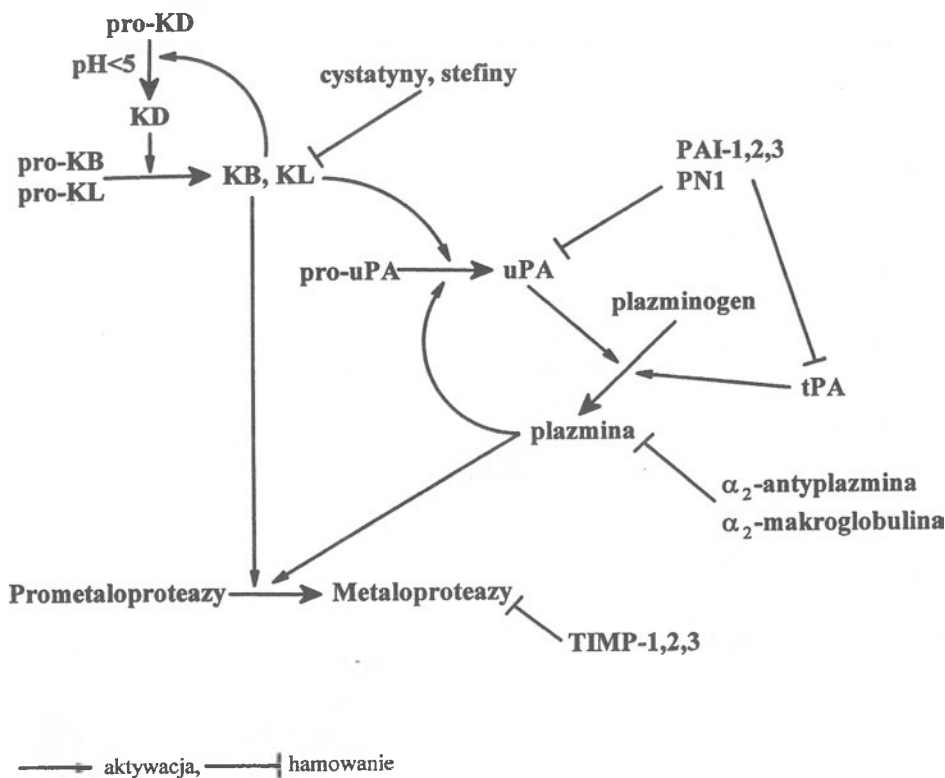 pro-KD
pH<5
cystatyny, stefiny
KD
pro-KB
pro-KL
KB, KL
PAI-1,2,3
PN1
pro-uPA
uPA
plazminogen
tPA
plazmina
α₂-antyplazmina
α₂-makroglobulina
Prometaloproteazy
Metaloproteazy
TIMP-1,2,3
aktywacja,
hamowanie